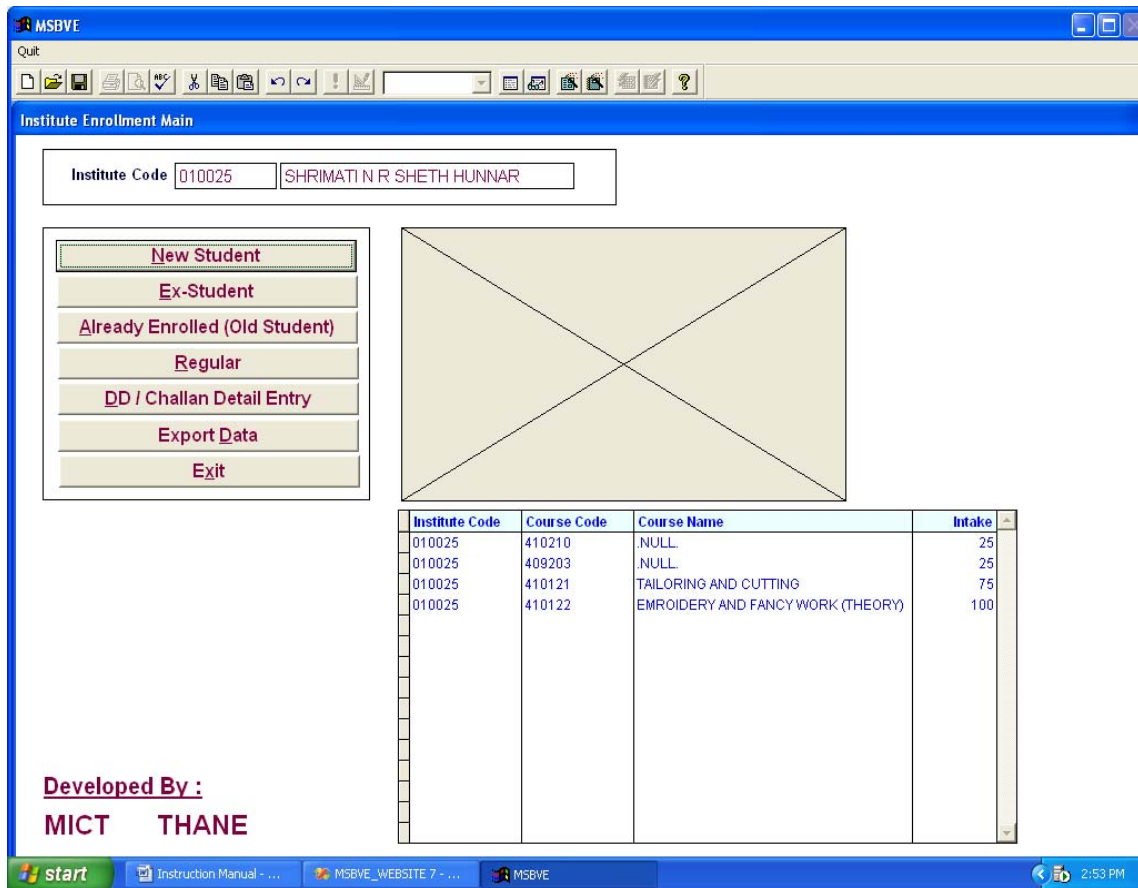 MSBVE
Quit
Institute Enrollment Main
Institute Code 010025 SHRIMATI N R SHETH HUNNAR
New Student
Ex-Student
Already Enrolled (Old Student)
Regular
DD / Challan Detail Entry
Export Data
Exit
Institute Code Course Code Course Name Intake
010025 410210 .NULL. 25
010025 409203 .NULL. 25
010025 410121 TAILORING AND CUTTING 75
010025 410122 EMROIDERY AND FANCY WORK (THEORY) 100
Developed By :
MICT THANE
start Instruction Manual - ... MSBVE_WEBSITE 7 - ... MSBVE 2:53 PM